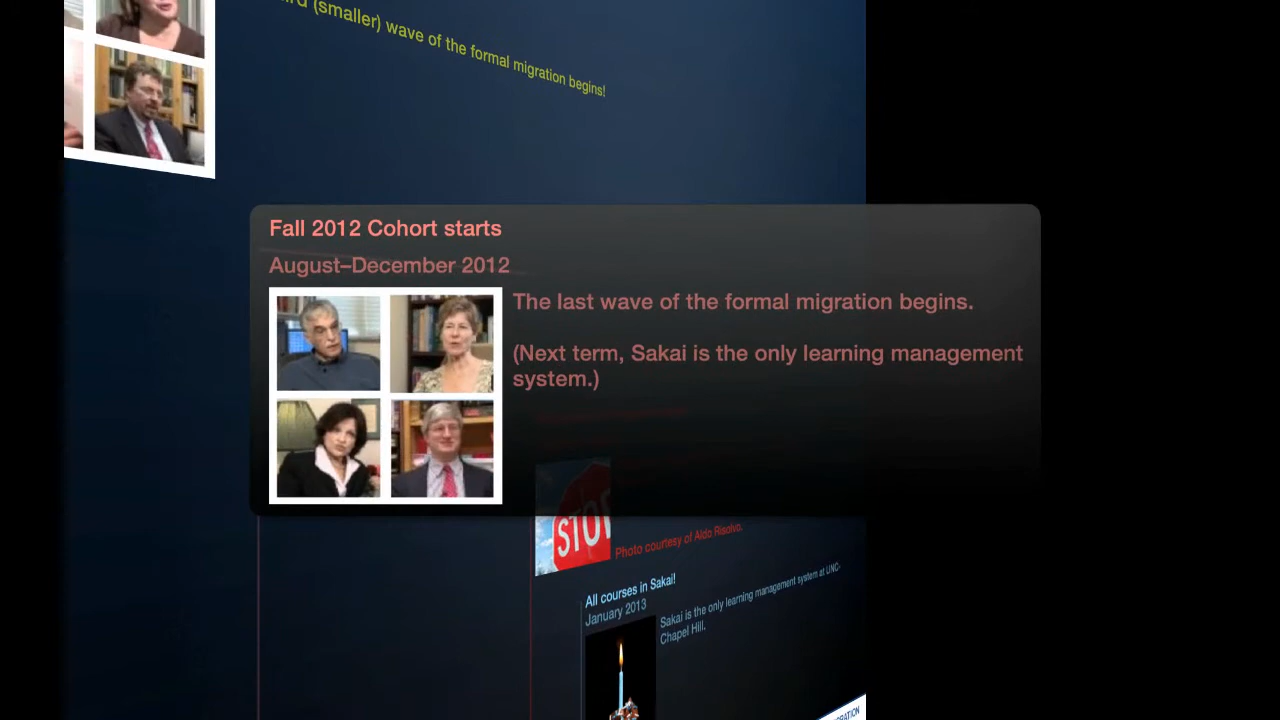 (smaller) wave of the formal migration begins!
Fall 2012 Cohort starts
August–December 2012
The last wave of the formal migration begins.
(Next term, Sakai is the only learning management
system.)
STOP
Photo courtesy of Aldo Risolvo.
All courses in Sakai!
January 2013
Sakai is the only learning management system at UNC-
Chapel Hill.